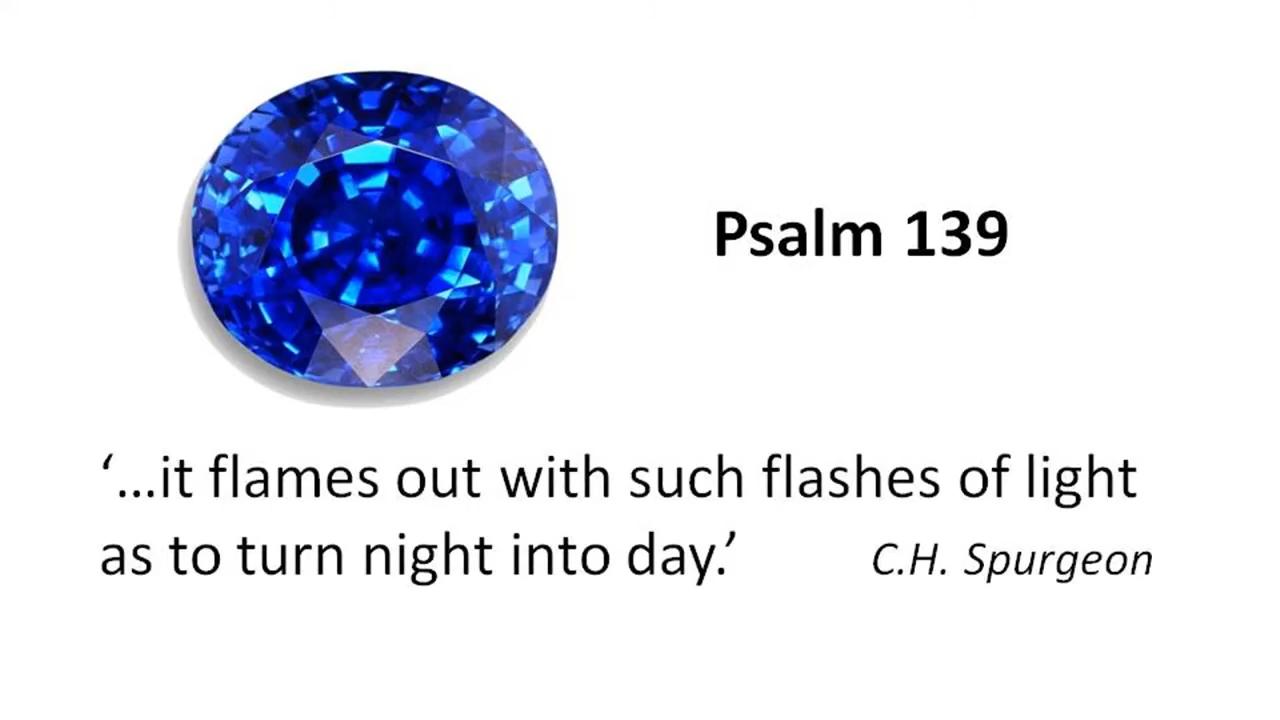 Psalm 139
‘…it flames out with such flashes of light
as to turn night into day.’ C.H. Spurgeon